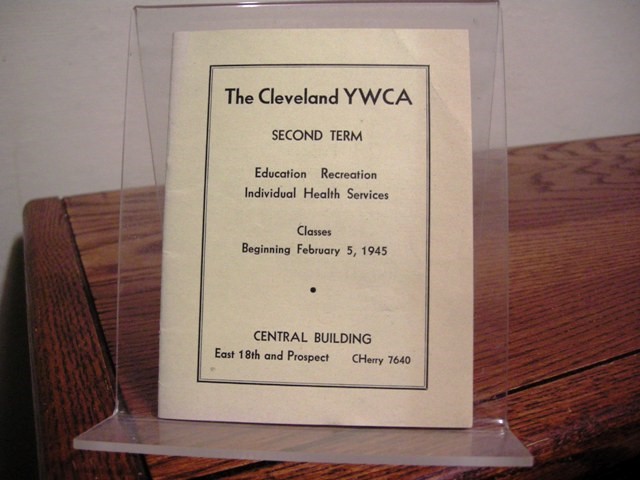 The Cleveland YWCA
SECOND TERM
Education Recreation
Individual Health Services
Classes
Beginning February 5, 1945
•
CENTRAL BUILDING
East 18th and Prospect CHerry 7640